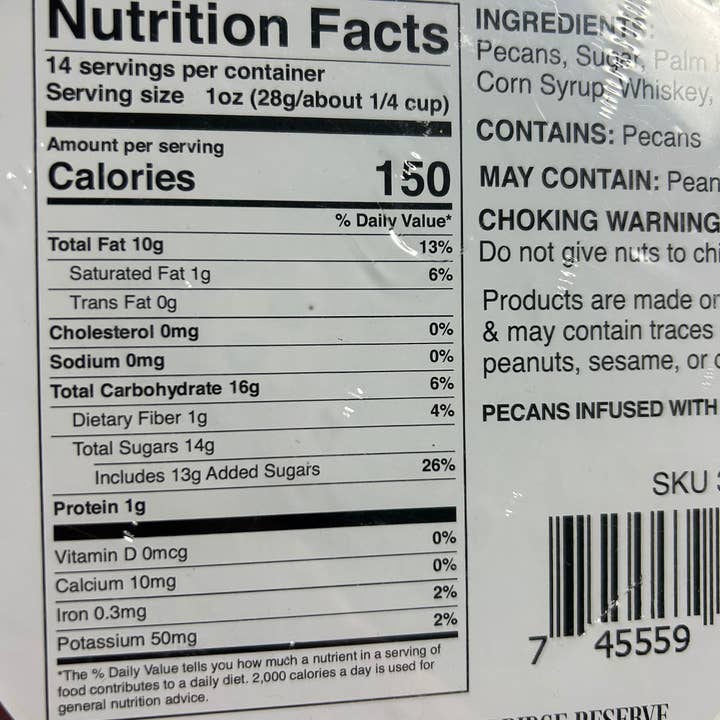 Nutrition Facts
14 servings per container
Serving size 1oz (28g/about 1/4 cup)
Amount per serving
Calories 150
% Daily Value*
Total Fat 10g 13%
Saturated Fat 1g 6%
Trans Fat 0g
Cholesterol 0mg 0%
Sodium 0mg 0%
Total Carbohydrate 16g 6%
Dietary Fiber 1g 4%
Total Sugars 14g
Includes 13g Added Sugars 26%
Protein 1g
Vitamin D 0mcg 0%
Calcium 10mg 0%
Iron 0.3mg 2%
Potassium 50mg 2%
*The % Daily Value tells you how much a nutrient in a serving of
food contributes to a daily diet. 2,000 calories a day is used for
general nutrition advice.
INGREDIENTS:
Pecans, Sugar, Palm
Corn Syrup, Whiskey,
CONTAINS: Pecans
MAY CONTAIN: Pean
CHOKING WARNING
Do not give nuts to chi
Products are made on
& may contain traces
peanuts, sesame, or
PECANS INFUSED WITH
SKU
7 45559
RESERVE